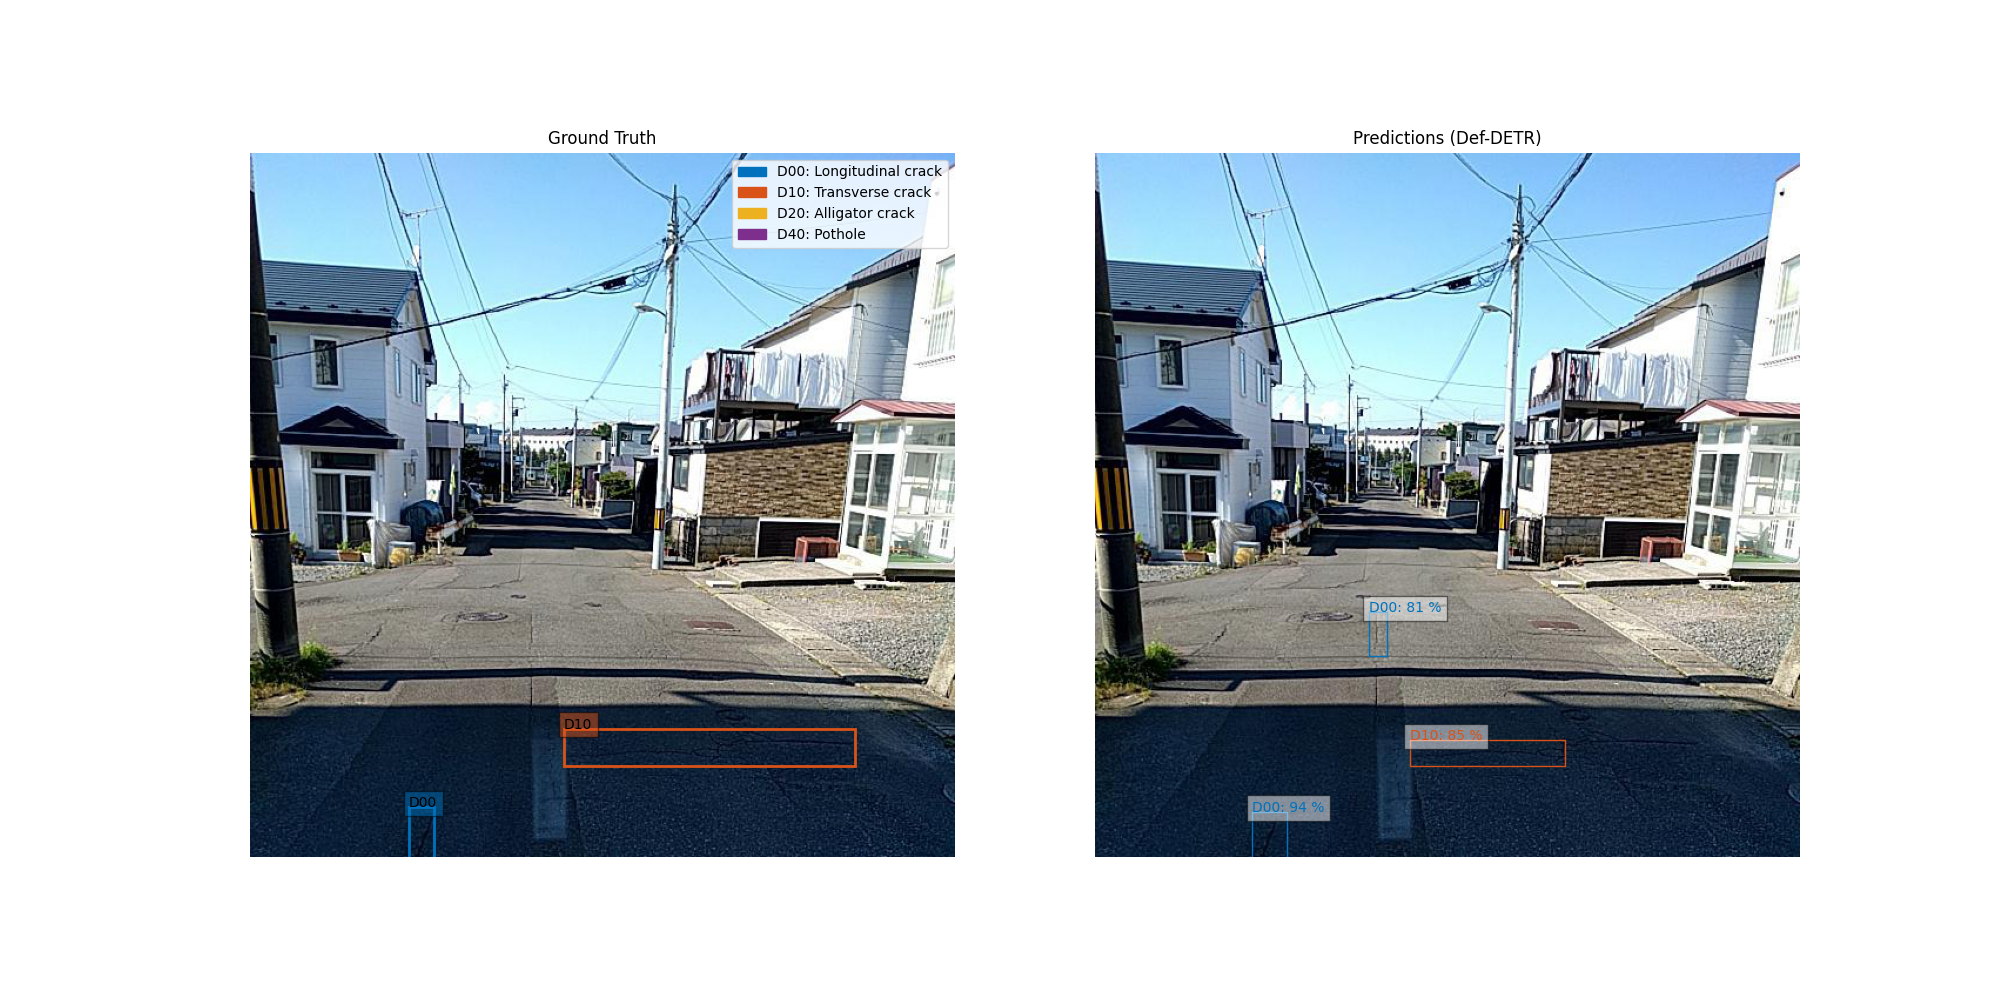 Ground Truth
D00: Longitudinal crack
D10: Transverse crack
D20: Alligator crack
D40: Pothole
D10
D00
Predictions (Def-DETR)
D00: 81 %
D10: 85 %
D00: 94 %